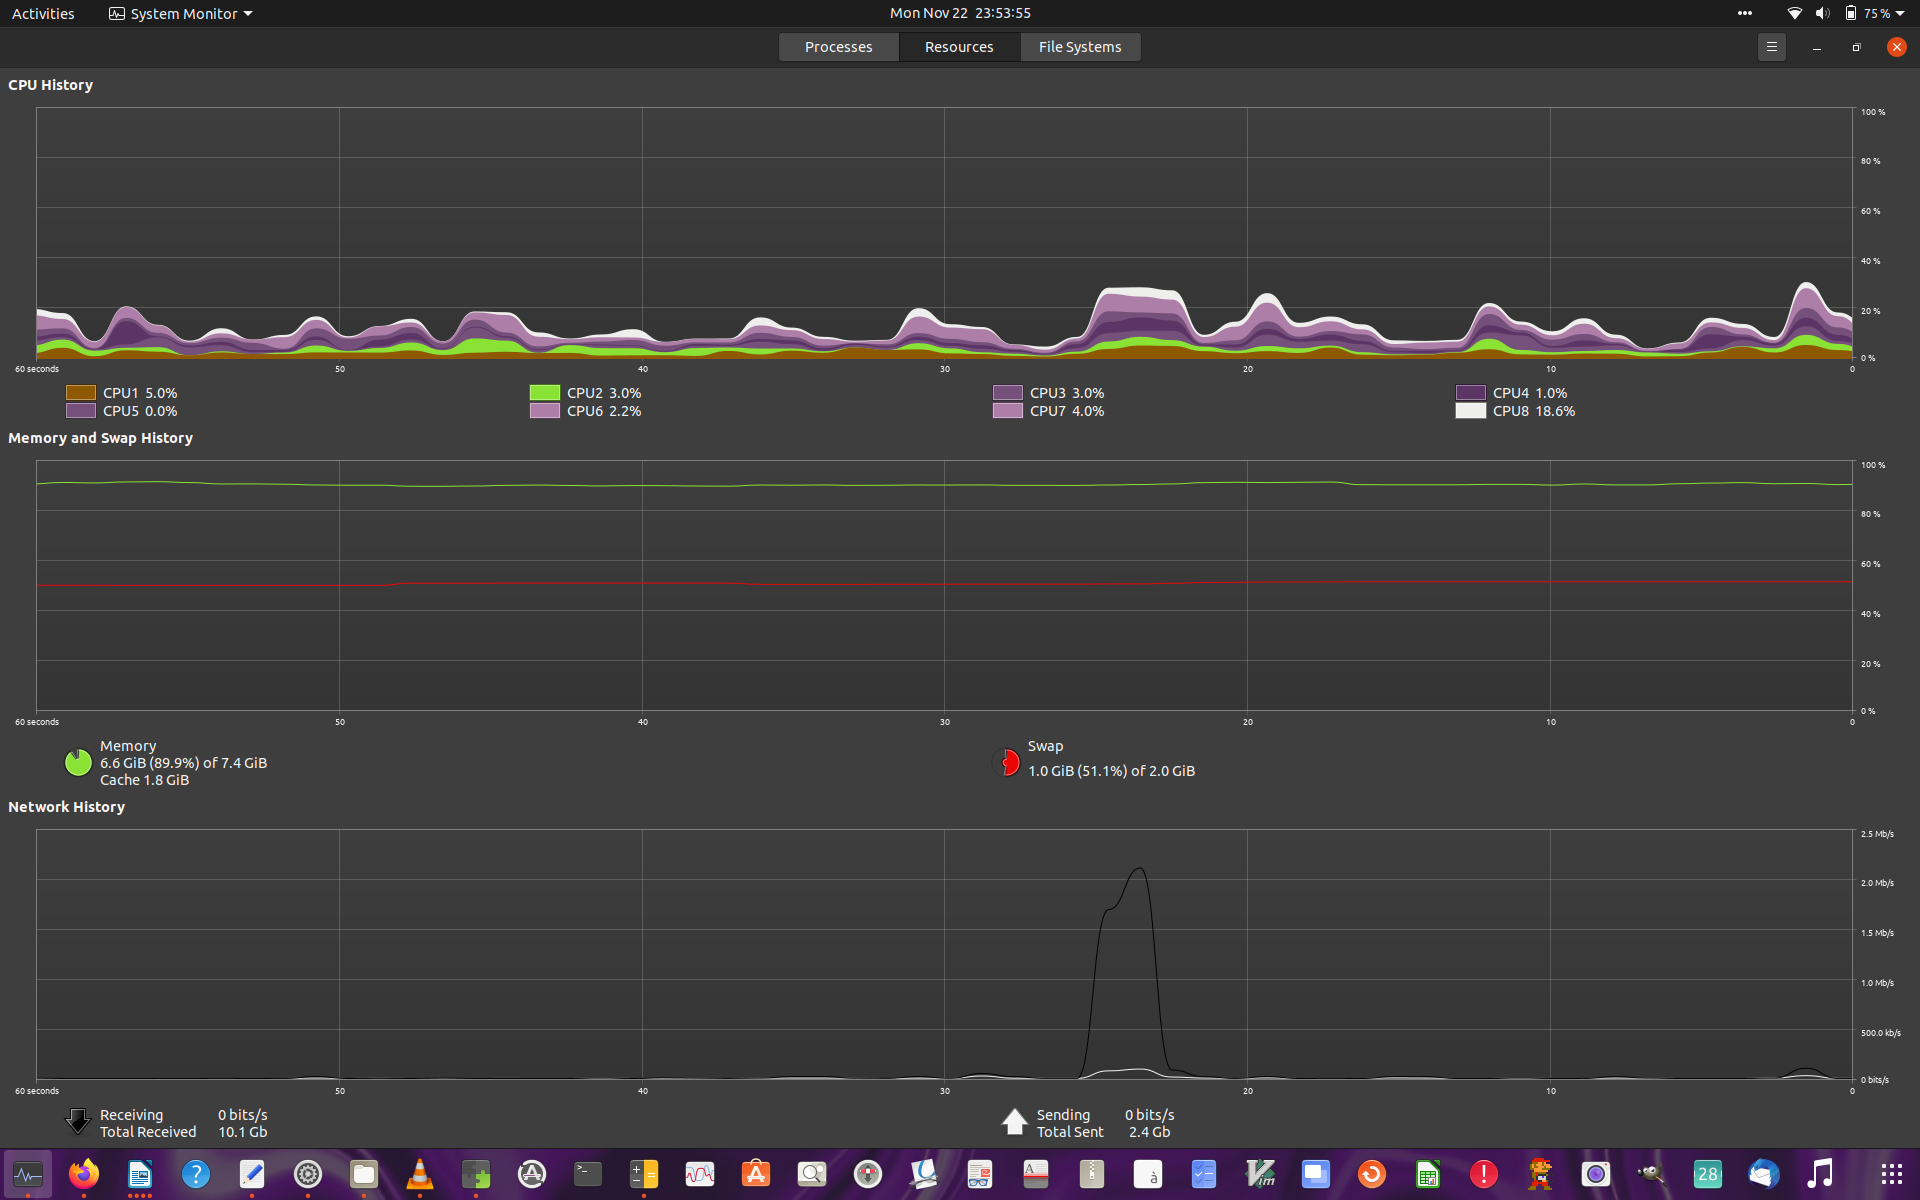 Activities System Monitor Mon Nov 22 23:53:55 75 %
Processes Resources File Systems
CPU History
100 %
80 %
60 %
40 %
20 %
0 %
60 seconds 50 40 30 20 10 0
CPU1 5.0% CPU2 3.0% CPU3 3.0% CPU4 1.0%
CPU5 0.0% CPU6 2.2% CPU7 4.0% CPU8 18.6%
Memory and Swap History
100 %
80 %
60 %
40 %
20 %
0 %
60 seconds 50 40 30 20 10 0
Memory
6.6 GiB (89.9%) of 7.4 GiB
Cache 1.8 GiB
Swap
1.0 GiB (51.1%) of 2.0 GiB
Network History
2.5 Mb/s
2.0 Mb/s
1.5 Mb/s
1.0 Mb/s
500.0 kb/s
0 bits/s
60 seconds 50 40 30 20 10 0
Receiving 0 bits/s
Total Received 10.1 Gb
Sending 0 bits/s
Total Sent 2.4 Gb
28